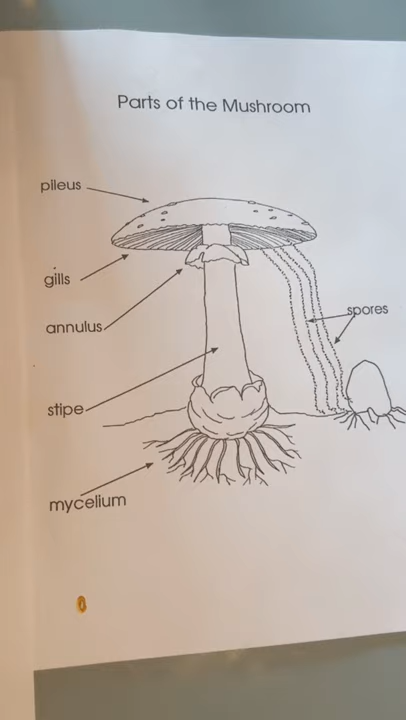 Parts of the Mushroom
pileus
gills
annulus
spores
stipe
mycelium